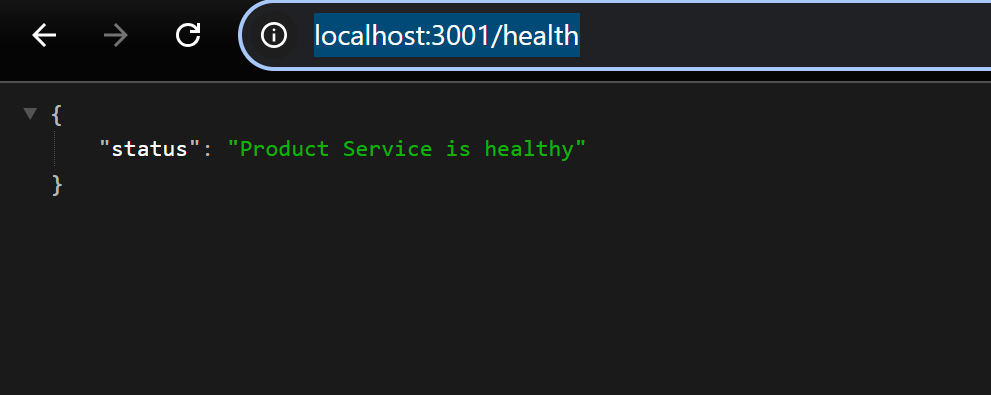 localhost:3001/health
{
"status": "Product Service is healthy"
}